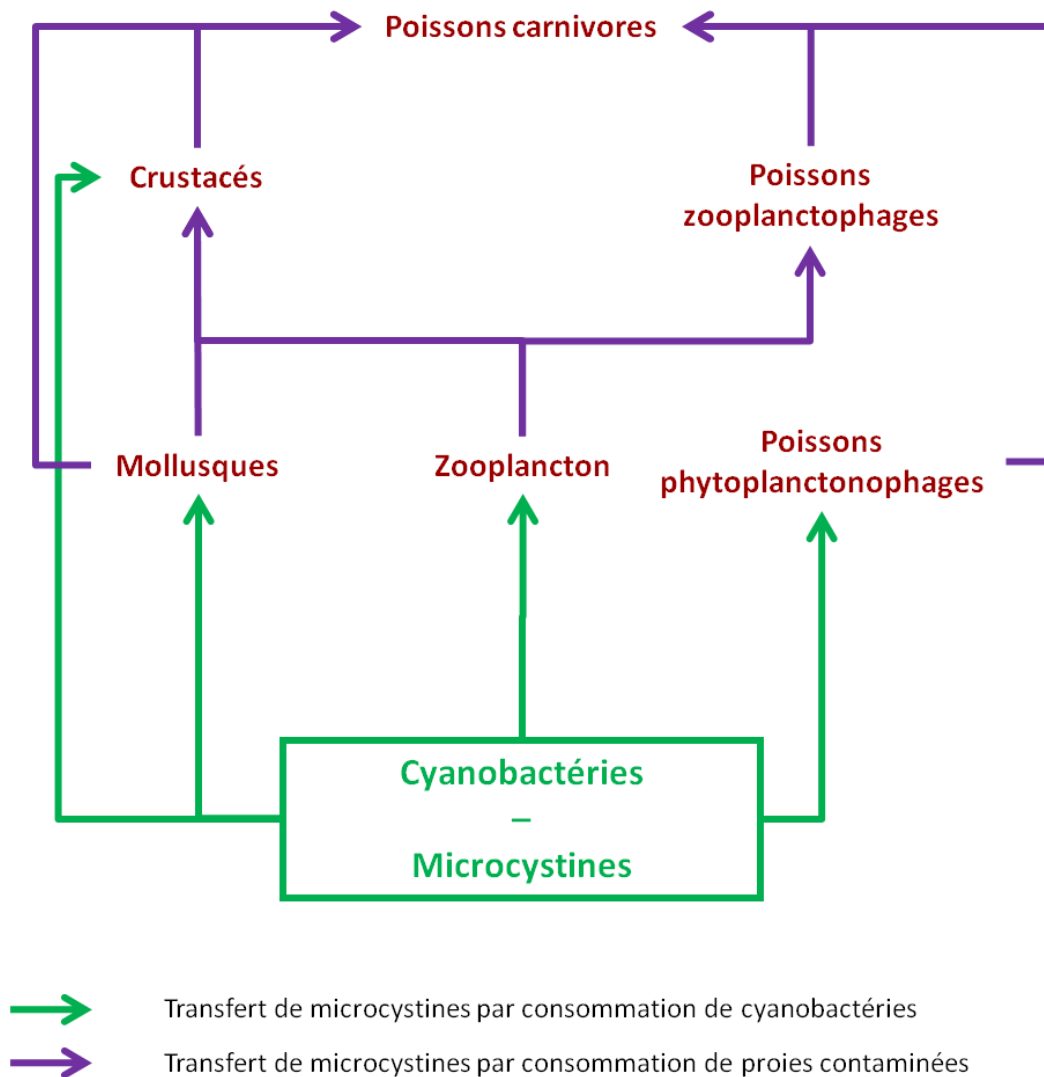 Poissons carnivores
Crustacés
Poissons
zooplanctophages
Mollusques
Zooplancton
Poissons
phytoplanctonophages
Cyanobactéries
–
Microcystines
Transfert de microcystines par consommation de cyanobactéries
Transfert de microcystines par consommation de proies contaminées